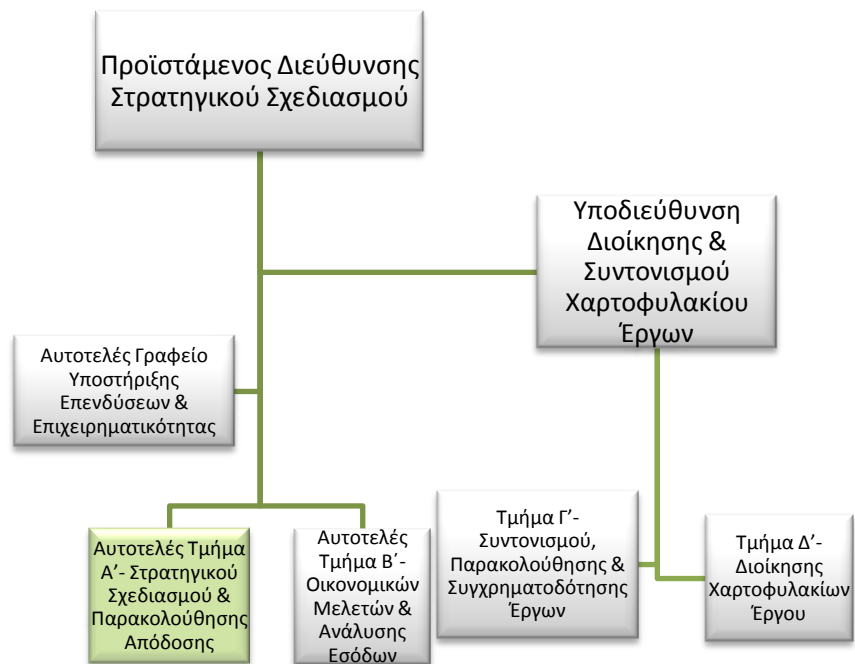 Προϊστάμενος Διεύθυνσης
Στρατηγικού Σχεδιασμού
Υποδιεύθυνση
Διοίκησης &
Συντονισμού
Χαρτοφυλακίου
Έργων
Αυτοτελές Γραφείο
Υποστήριξης
Επενδύσεων &
Επιχειρηματικότητας
Αυτοτελές Τμήμα
Α’- Στρατηγικού
Σχεδιασμού &
Παρακολούθησης
Απόδοσης
Αυτοτελές
Τμήμα Β΄-
Οικονομικών
Μελετών &
Ανάλυσης
Εσόδων
Τμήμα Γ’-
Συντονισμού,
Παρακολούθησης &
Συγχρηματοδότησης
Έργων
Τμήμα Δ’-
Διοίκησης
Χαρτοφυλακίων
Έργου